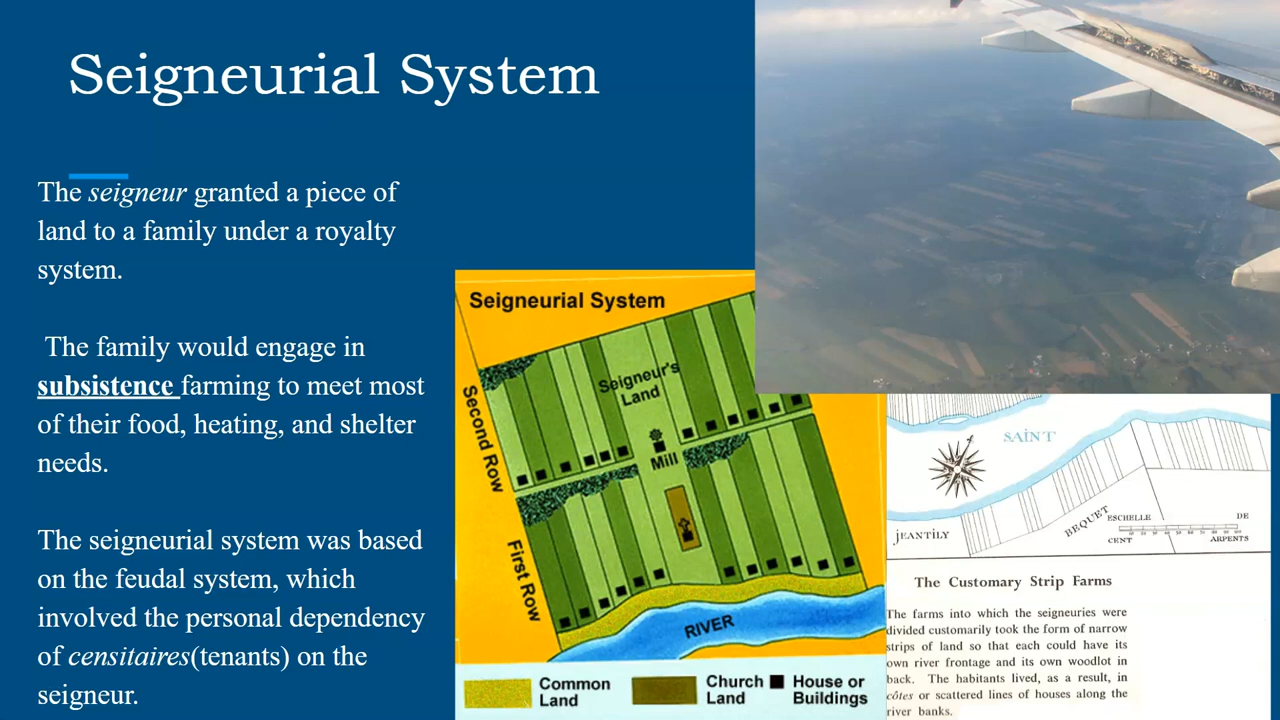 Seigneurial System
The seigneur granted a piece of
land to a family under a royalty
system.
The family would engage in
subsistence farming to meet most
of their food, heating, and shelter
needs.
The seigneurial system was based
on the feudal system, which
involved the personal dependency
of censitaires(tenants) on the
seigneur.
Seigneurial System
Seigneur's
Land
Second Row
Mill
First Row
RIVER
Common
Land
Church
Land
House or
Buildings
SAINT
JEANTILY
BEQUET
ESCHELLE
DE
CENT
ARPENTS
The Customary Strip Farms
The farms into which the seigneuries were
divided customarily took the form of narrow
strips of land so that each could have its
own river frontage and its own woodlot in
back. The habitants lived, as a result, in
côtes or scattered lines of houses along the
river banks.